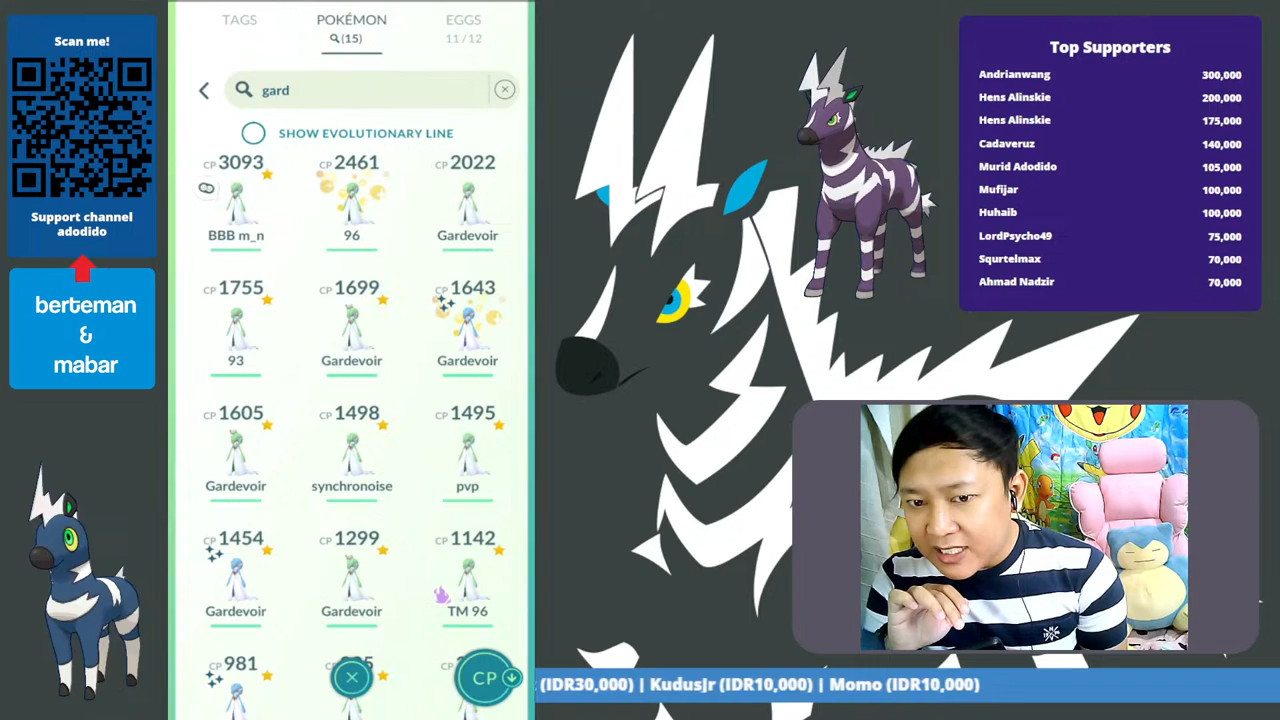 Scan me!
Support channel
adodido
berteman
&
mabar
TAGS
POKÉMON
(15)
EGGS
11/12
gard
SHOW EVOLUTIONARY LINE
CP 3093
CP 2461
CP 2022
BBB m_n
96
Gardevoir
CP 1755
CP 1699
CP 1643
93
Gardevoir
Gardevoir
CP 1605
CP 1498
CP 1495
Gardevoir
synchronoise
pvp
CP 1454
CP 1299
CP 1142
Gardevoir
Gardevoir
TM 96
CP 981
CP
Top Supporters
Andrianwang 300,000
Hens Alinskie 200,000
Hens Alinskie 175,000
Cadaveruz 140,000
Murid Adodido 105,000
Mufijar 100,000
Huhaib 100,000
LordPsycho49 75,000
Squrtelmax 70,000
Ahmad Nadzir 70,000
(IDR30,000) | KudusJr (IDR10,000) | Momo (IDR10,000)